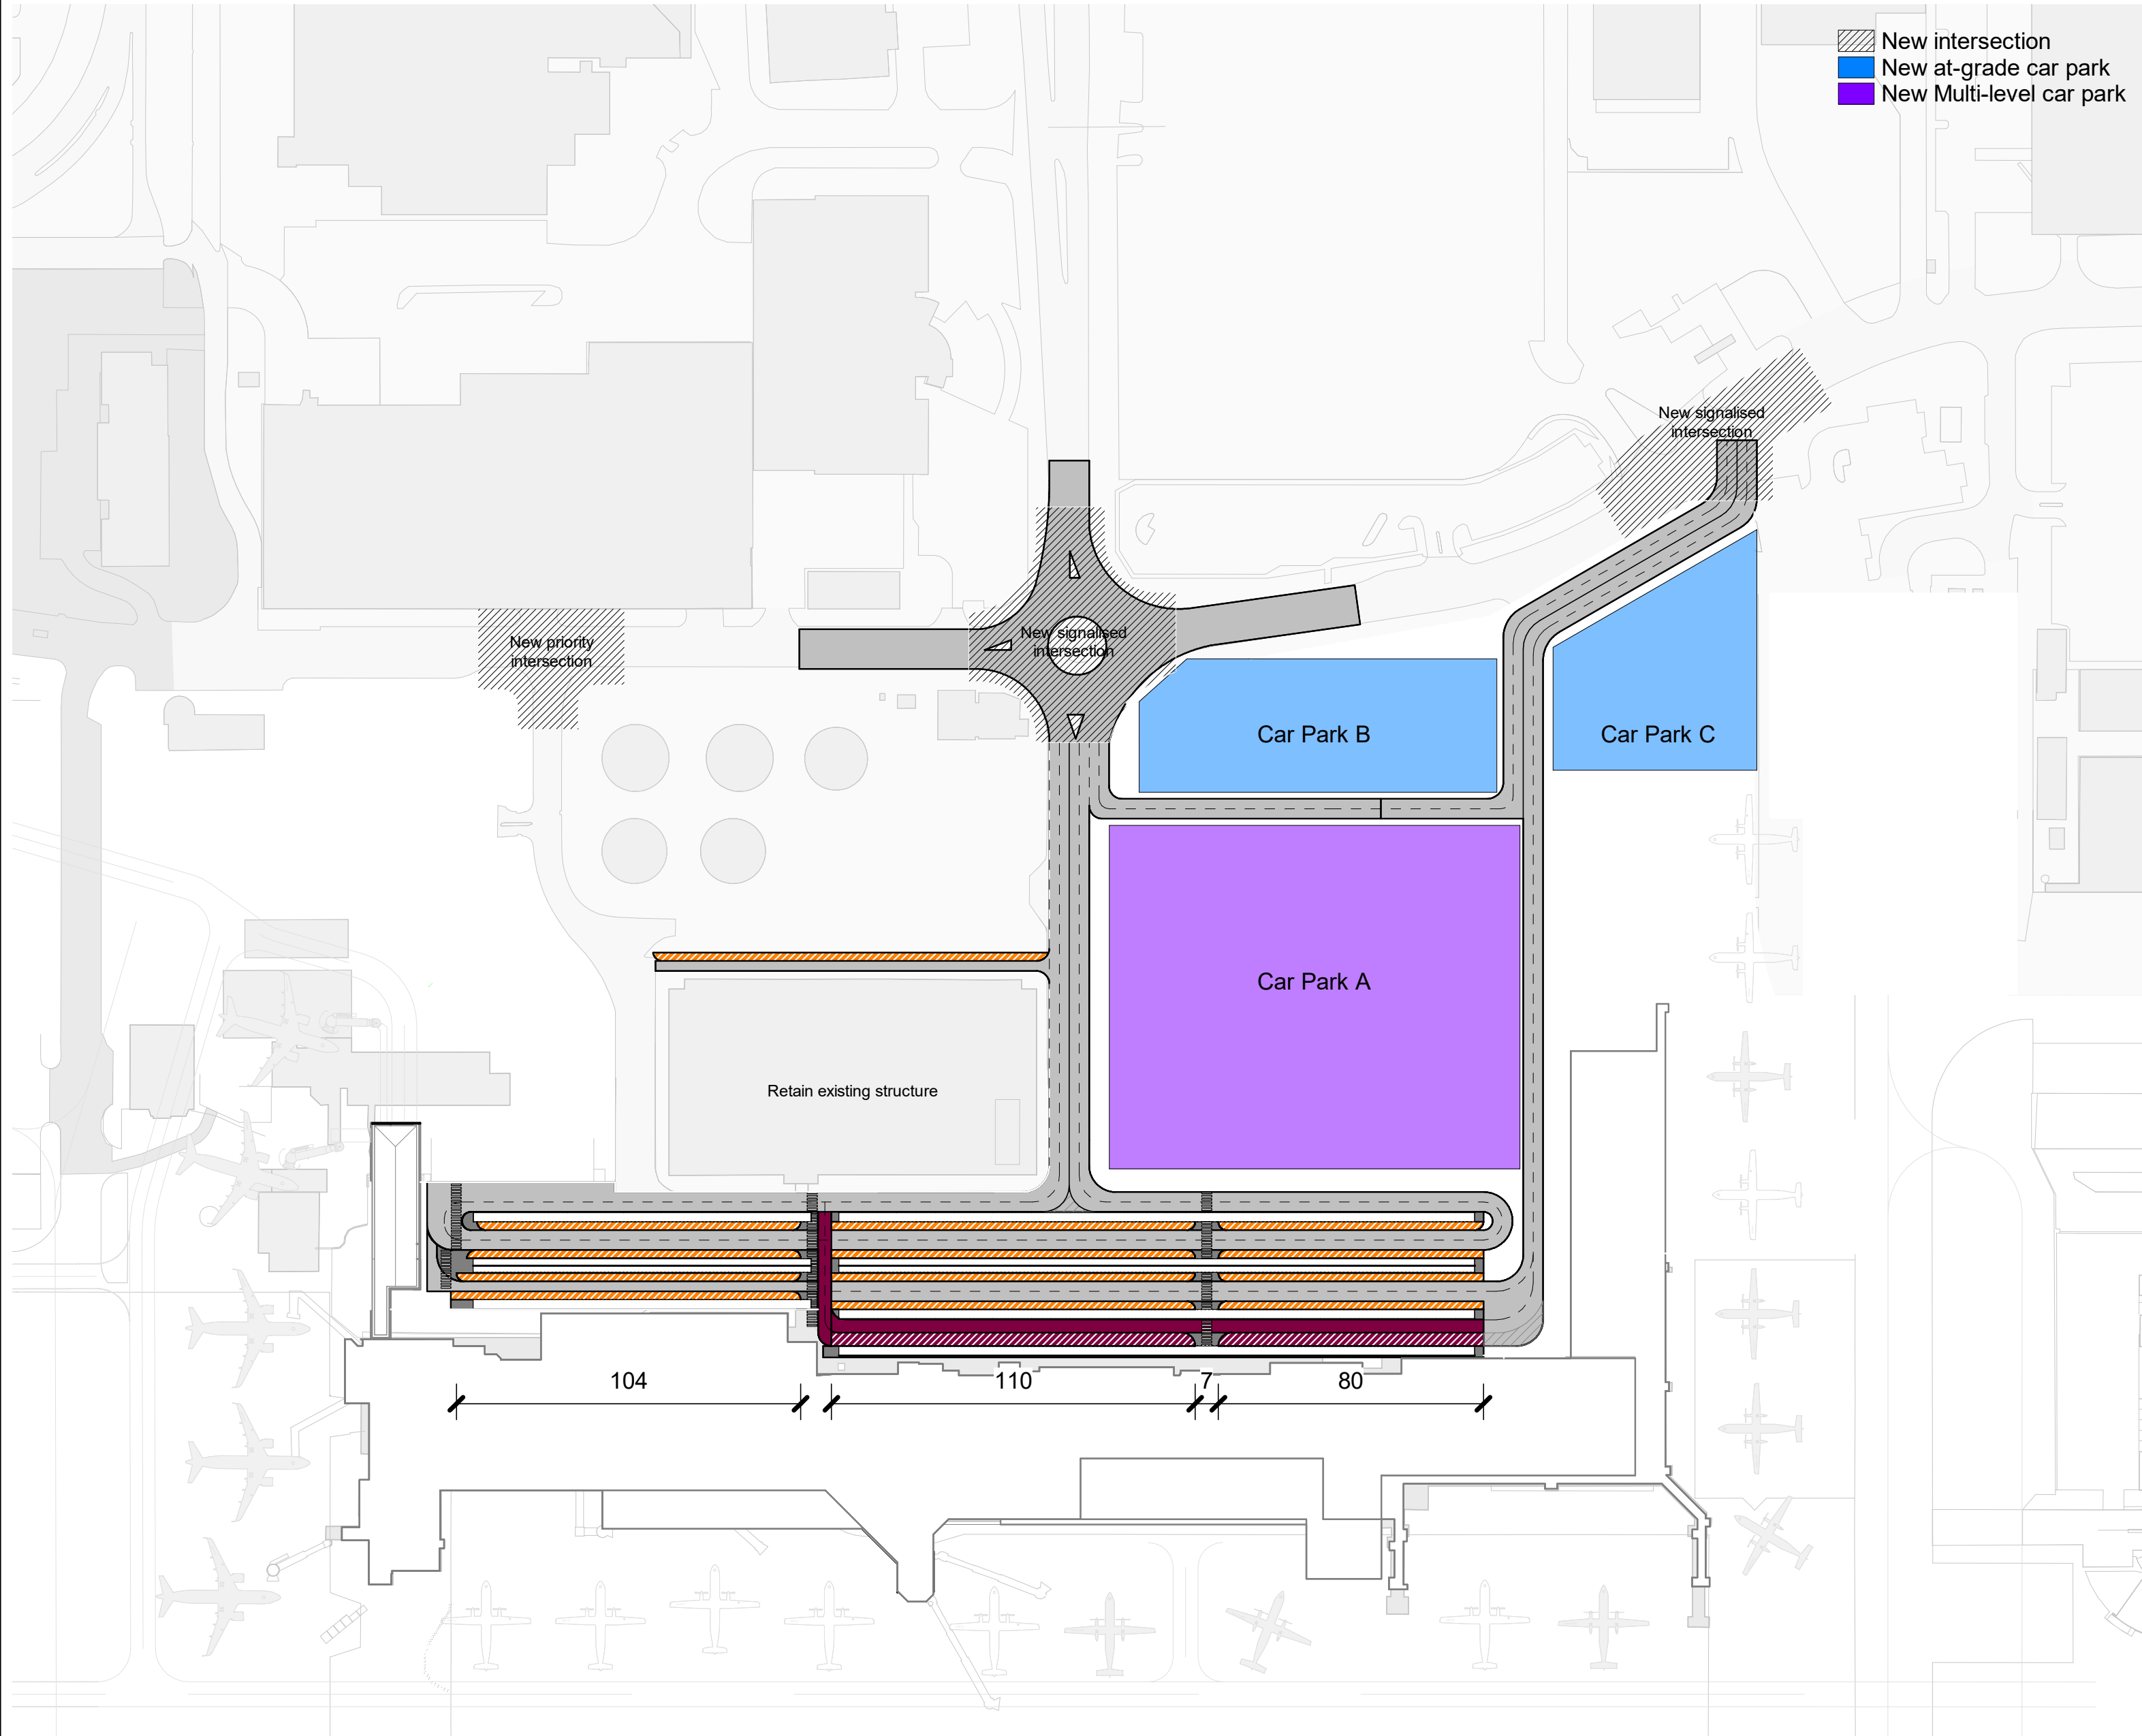 New intersection
New at-grade car park
New Multi-level car park
New signalised
intersection
New priority
intersection
New signalised
intersection
Car Park B
Car Park C
Car Park A
Retain existing structure
104
110
7
80